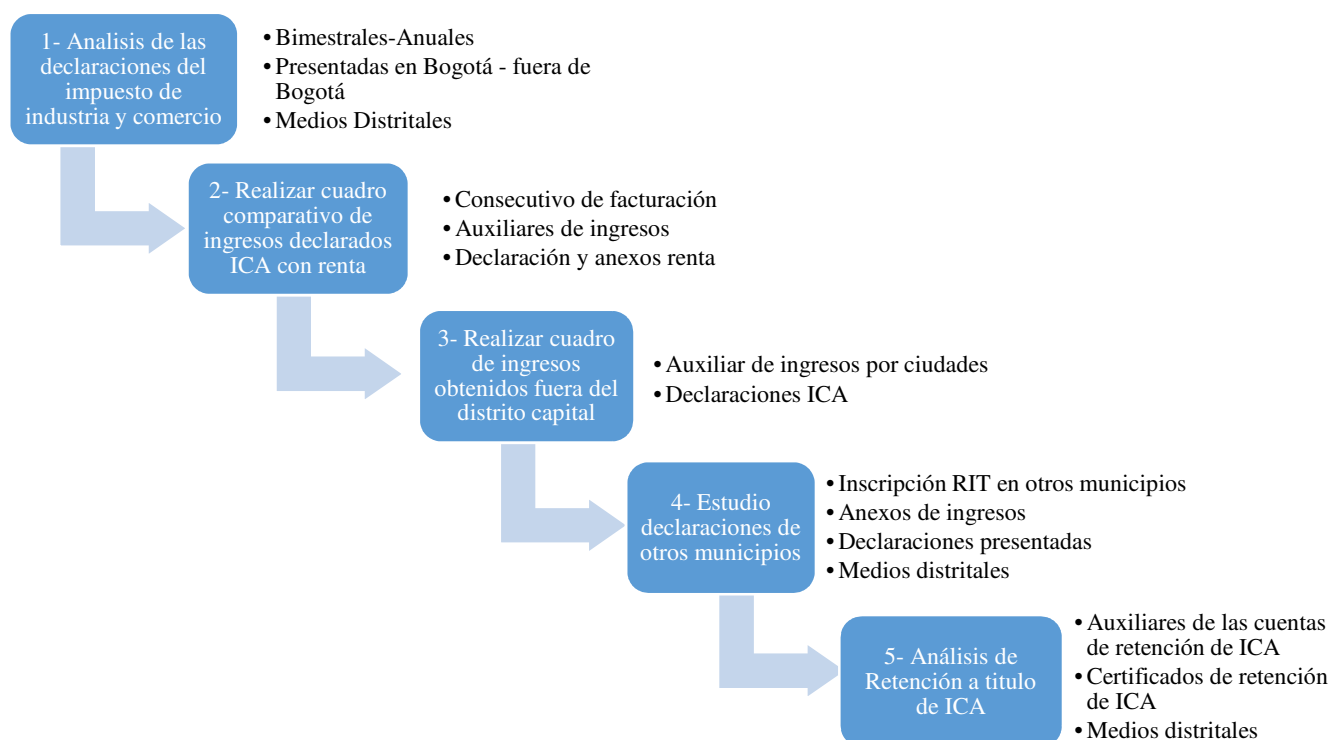 1- Analisis de las
declaraciones del
impuesto de
industria y comercio
• Bimestrales-Anuales
• Presentadas en Bogotá - fuera de
Bogotá
• Medios Distritales
2- Realizar cuadro
comparativo de
ingresos declarados
ICA con renta
• Consecutivo de facturación
• Auxiliares de ingresos
• Declaración y anexos renta
3- Realizar cuadro
de ingresos
obtenidos fuera del
distrito capital
• Auxiliar de ingresos por ciudades
• Declaraciones ICA
4- Estudio
declaraciones de
otros municipios
• Inscripción RIT en otros municipios
• Anexos de ingresos
• Declaraciones presentadas
• Medios distritales
5- Análisis de
Retención a titulo
de ICA
• Auxiliares de las cuentas
de retención de ICA
• Certificados de retención
de ICA
• Medios distritales